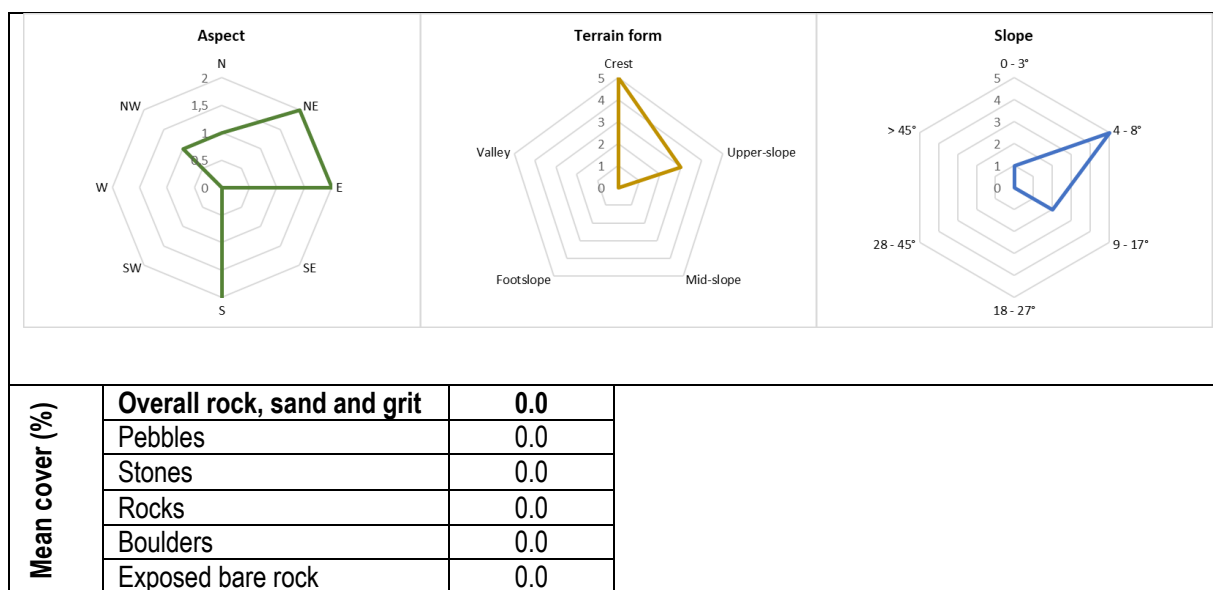 Aspect
N
NE
E
SE
S
SW
W
NW
2
1,5
1
0,5
0
Terrain form
Crest
Upper-slope
Mid-slope
Footslope
Valley
5
4
3
2
1
0
Slope
0 - 3°
4 - 8°
9 - 17°
18 - 27°
28 - 45°
> 45°
5
4
3
2
1
0
Mean cover (%)
Overall rock, sand and grit 0.0
Pebbles 0.0
Stones 0.0
Rocks 0.0
Boulders 0.0
Exposed bare rock 0.0